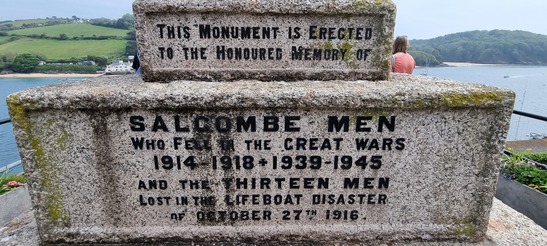 THIS MONUMENT IS ERECTED
TO THE HONOURED MEMORY OF
SALCOMBE MEN
WHO FELL IN THE GREAT WARS
1914-1918+1939-1945
AND THE THIRTEEN MEN
LOST IN THE LIFEBOAT DISASTER
OF OCTOBER 27TH 1916.